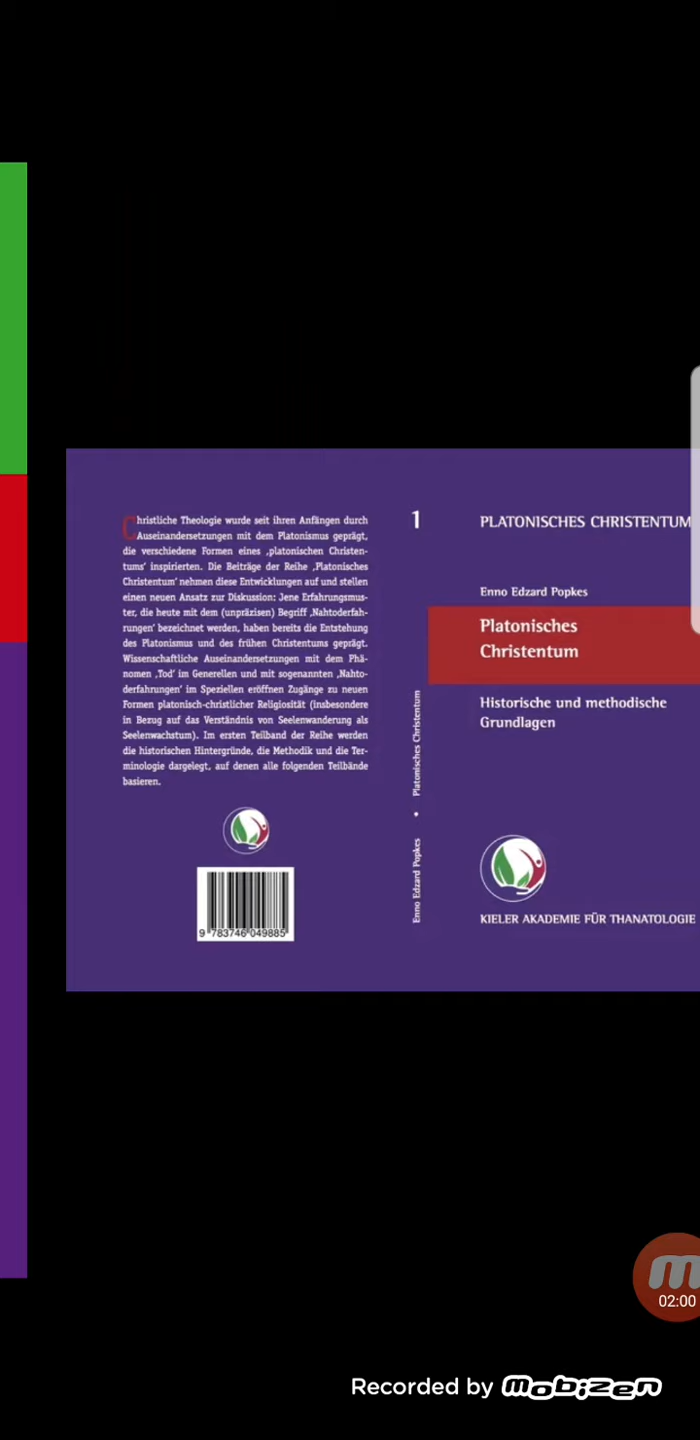 Christliche Theologie wurde seit ihren Anfängen durch
Auseinandersetzungen mit dem Platonismus geprägt,
die verschiedene Formen eines ‚platonischen Christen-
tums‘ inspirierten. Die Beiträge der Reihe ‚Platonisches
Christentum‘ nehmen diese Entwicklungen auf und stellen
einen neuen Ansatz zur Diskussion: Jene Erfahrungsmus-
ter, die heute mit dem (unpräzisen) Begriff ‚Nahtoderfah-
rungen‘ bezeichnet werden, haben bereits die Entstehung
des Platonismus und des frühen Christentums geprägt.
Wissenschaftliche Auseinandersetzungen mit dem Phä-
nomen ‚Tod‘ im Generellen und mit sogenannten ‚Nahto-
derfahrungen‘ im Speziellen eröffnen Zugänge zu neuen
Formen platonisch-christlicher Religiosität (insbesondere
in Bezug auf das Verständnis von Seelenwanderung als
Seelenwachstum). Im ersten Teilband der Reihe werden
die historischen Hintergründe, die Methodik und die Ter-
minologie dargelegt, auf denen alle folgenden Teilbände
basieren.
9 783746 049885
1
Enno Edzard Popkes • Platonisches Christentum
PLATONISCHES CHRISTENTUM
Enno Edzard Popkes
Platonisches
Christentum
Historische und methodische
Grundlagen
KIELER AKADEMIE FÜR THANATOLOGIE
02:00
Recorded by mobizen